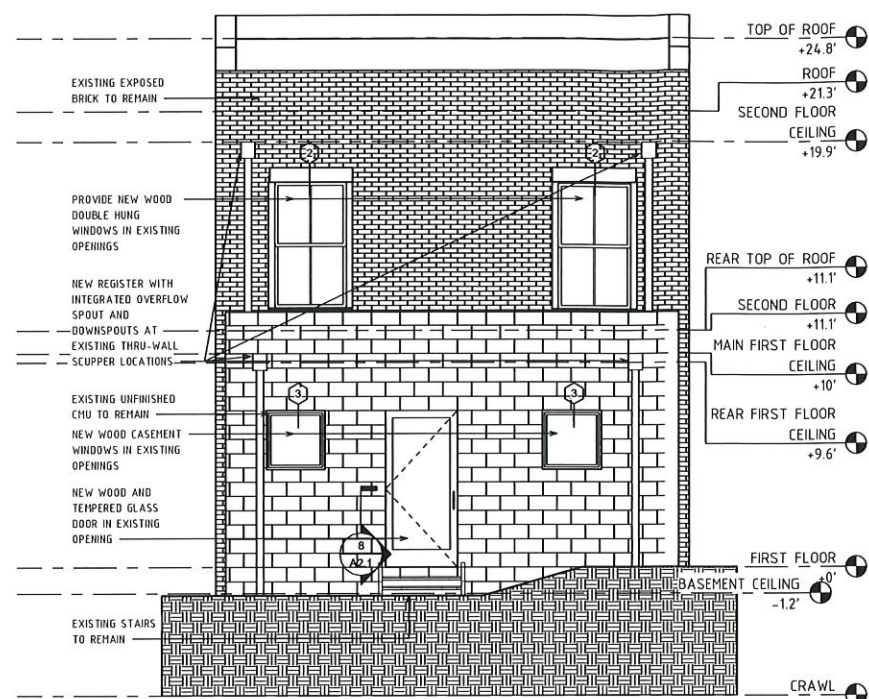 TOP OF ROOF
+24.8'
EXISTING EXPOSED
BRICK TO REMAIN
ROOF
+21.3'
SECOND FLOOR
CEILING
+19.9'
2
2
PROVIDE NEW WOOD
DOUBLE HUNG
WINDOWS IN EXISTING
OPENINGS
NEW REGISTER WITH
INTEGRATED OVERFLOW
SPOUT AND
DOWNSPOUTS AT
EXISTING THRU-WALL
SCUPPER LOCATIONS
REAR TOP OF ROOF
+11.1'
SECOND FLOOR
+11.1'
MAIN FIRST FLOOR
CEILING
+10'
EXISTING UNFINISHED
CMU TO REMAIN
3
3
REAR FIRST FLOOR
CEILING
+9.6'
NEW WOOD CASEMENT
WINDOWS IN EXISTING
OPENINGS
NEW WOOD AND
TEMPERED GLASS
DOOR IN EXISTING
OPENING
8
A2.1
FIRST FLOOR
+0'
BASEMENT CEILING
-1.2'
EXISTING STAIRS
TO REMAIN
CRAWL